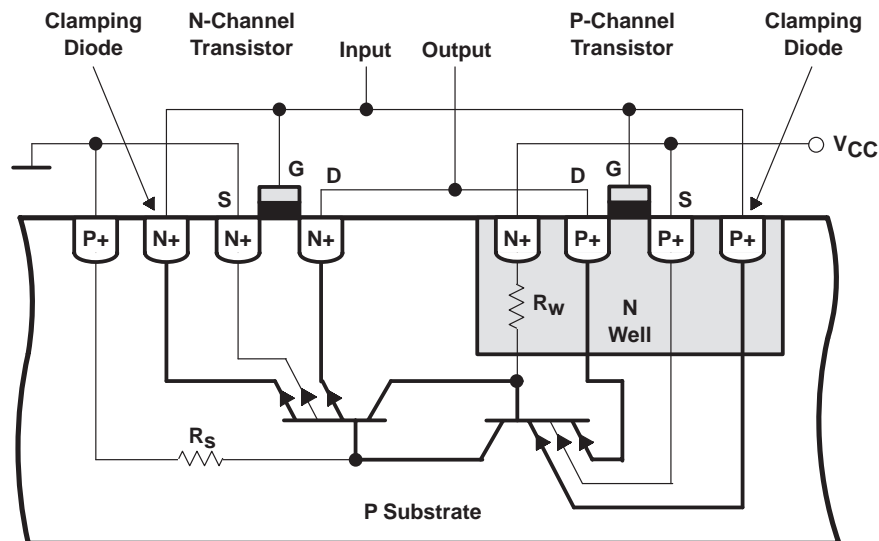 Clamping Diode
N-Channel Transistor
Input
Output
P-Channel Transistor
Clamping Diode
VCC
G
D
S
D
G
S
P+
N+
N+
N+
N+
P+
P+
P+
RW
N Well
RS
P Substrate